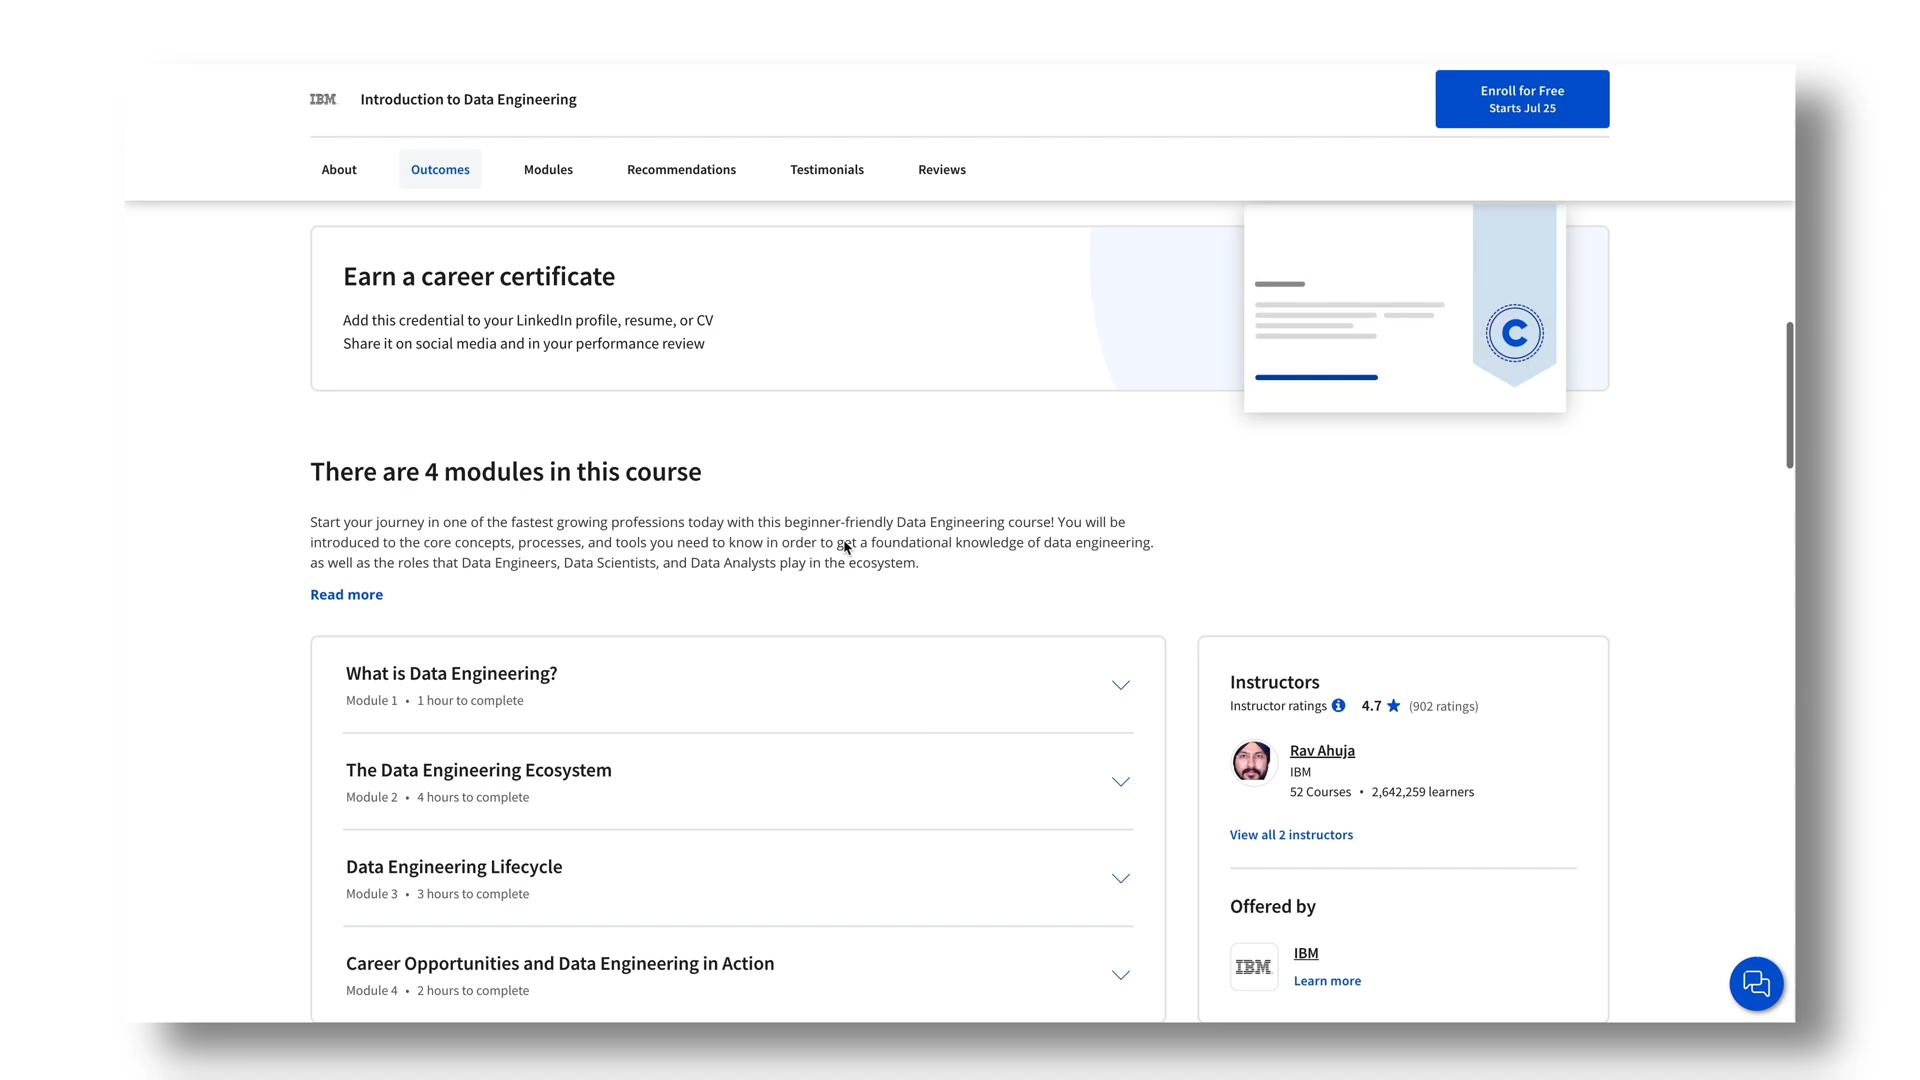 IBM Introduction to Data Engineering
Enroll for Free
Starts Jul 25
About Outcomes Modules Recommendations Testimonials Reviews
Earn a career certificate
Add this credential to your LinkedIn profile, resume, or CV
Share it on social media and in your performance review
C
There are 4 modules in this course
Start your journey in one of the fastest growing professions today with this beginner-friendly Data Engineering course! You will be
introduced to the core concepts, processes, and tools you need to know in order to get a foundational knowledge of data engineering.
as well as the roles that Data Engineers, Data Scientists, and Data Analysts play in the ecosystem.
Read more
What is Data Engineering?
Module 1 • 1 hour to complete
The Data Engineering Ecosystem
Module 2 • 4 hours to complete
Data Engineering Lifecycle
Module 3 • 3 hours to complete
Career Opportunities and Data Engineering in Action
Module 4 • 2 hours to complete
Instructors
Instructor ratings 4.7 (902 ratings)
Rav Ahuja
IBM
52 Courses • 2,642,259 learners
View all 2 instructors
Offered by
IBM
IBM
Learn more